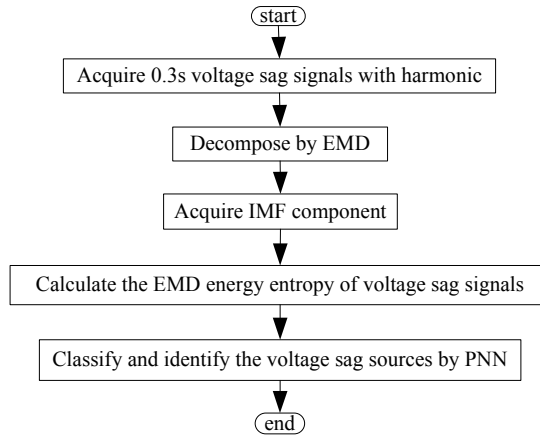 start
Acquire 0.3s voltage sag signals with harmonic
Decompose by EMD
Acquire IMF component
Calculate the EMD energy entropy of voltage sag signals
Classify and identify the voltage sag sources by PNN
end